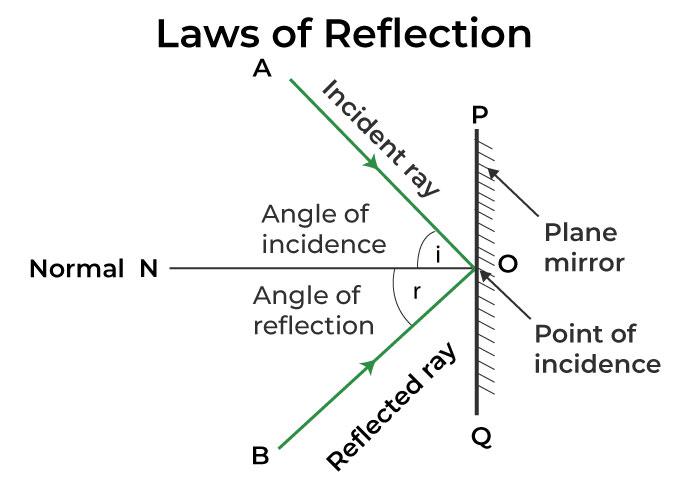 Laws of Reflection
A
Incident ray
P
Angle of
incidence
i
Plane
mirror
Normal N
O
Angle of
reflection
r
Point of
incidence
Reflected ray
B
Q